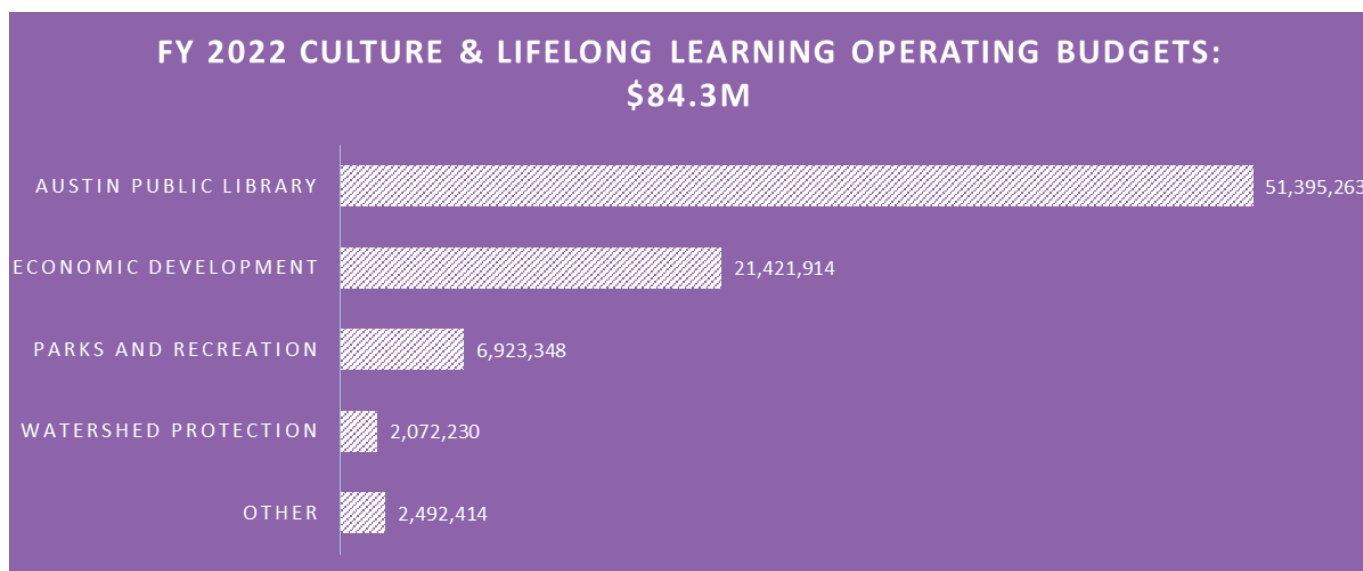 FY 2022 CULTURE & LIFELONG LEARNING OPERATING BUDGETS:
$84.3M
AUSTIN PUBLIC LIBRARY 51,395,263
ECONOMIC DEVELOPMENT 21,421,914
PARKS AND RECREATION 6,923,348
WATERSHED PROTECTION 2,072,230
OTHER 2,492,414